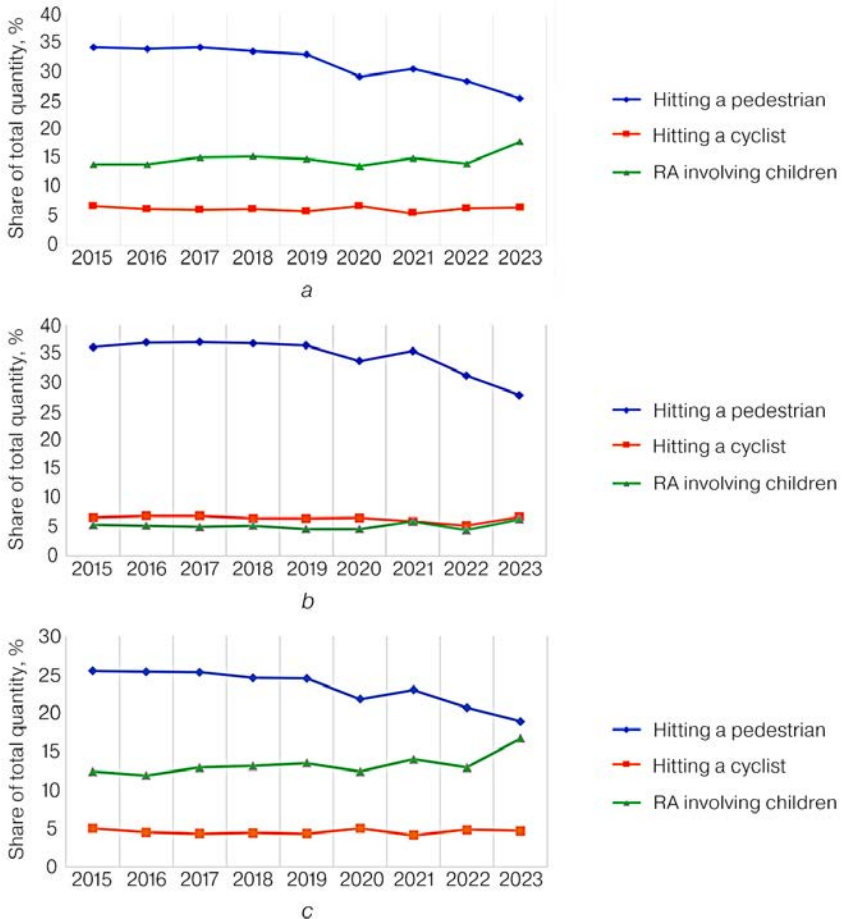 Share of total quantity, %
40
35
30
25
20
15
10
5
0
2015 2016 2017 2018 2019 2020 2021 2022 2023
Hitting a pedestrian
Hitting a cyclist
RA involving children
a
Share of total quantity, %
40
35
30
25
20
15
10
5
0
2015 2016 2017 2018 2019 2020 2021 2022 2023
Hitting a pedestrian
Hitting a cyclist
RA involving children
b
Share of total quantity, %
30
25
20
15
10
5
0
2015 2016 2017 2018 2019 2020 2021 2022 2023
Hitting a pedestrian
Hitting a cyclist
RA involving children
c